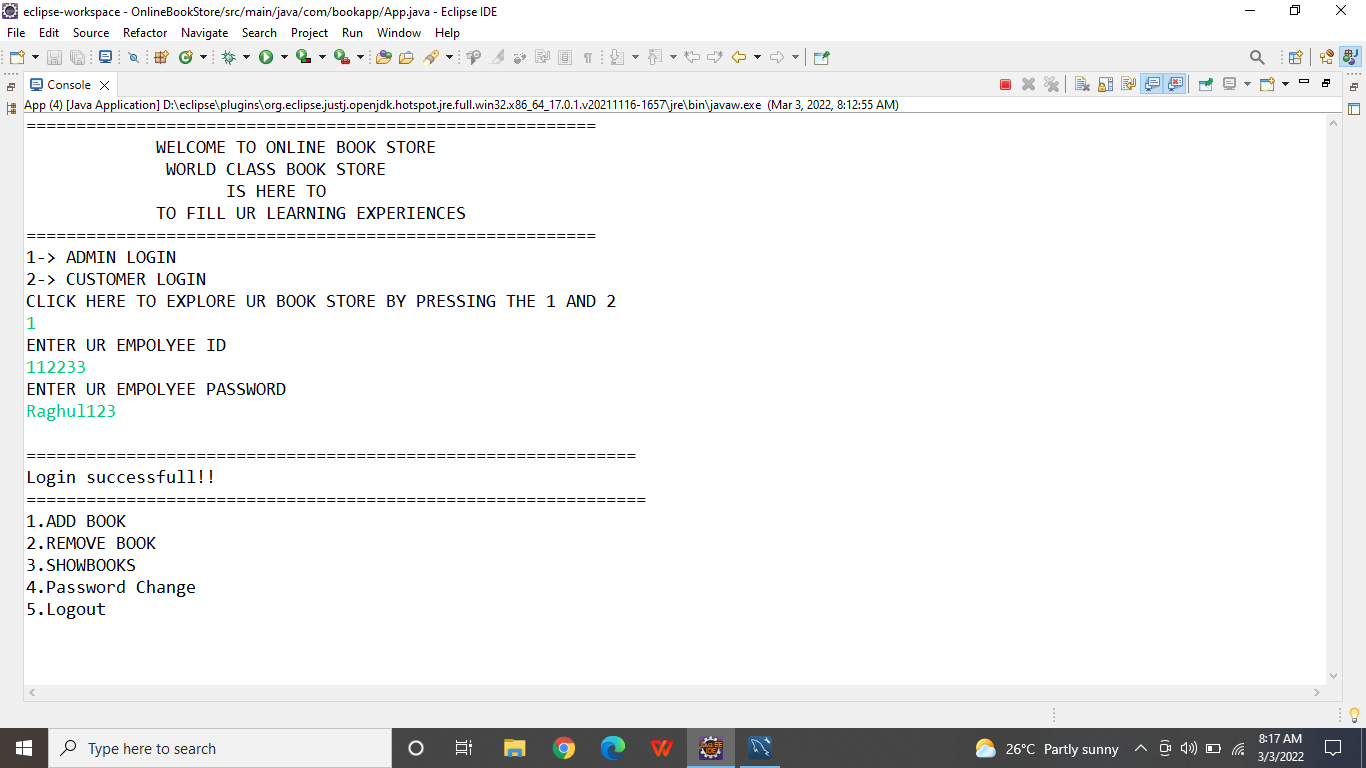 eclipse-workspace - OnlineBookStore/src/main/java/com/bookapp/App.java - Eclipse IDE
File Edit Source Refactor Navigate Search Project Run Window Help
Console
App (4) [Java Application] D:\eclipse\plugins\org.eclipse.justj.openjdk.hotspot.jre.full.win32.x86_64_17.0.1.v20211116-1657\jre\bin\javaw.exe (Mar 3, 2022, 8:12:55 AM)
=========================================================
WELCOME TO ONLINE BOOK STORE
WORLD CLASS BOOK STORE
IS HERE TO
TO FILL UR LEARNING EXPERIENCES
=========================================================
1-> ADMIN LOGIN
2-> CUSTOMER LOGIN
CLICK HERE TO EXPLORE UR BOOK STORE BY PRESSING THE 1 AND 2
1
ENTER UR EMPOLYEE ID
112233
ENTER UR EMPOLYEE PASSWORD
Raghul123
=============================================================
Login successfull!!
==============================================================
1.ADD BOOK
2.REMOVE BOOK
3.SHOWBOOKS
4.Password Change
5.Logout
Type here to search
26°C Partly sunny
8:17 AM
3/3/2022